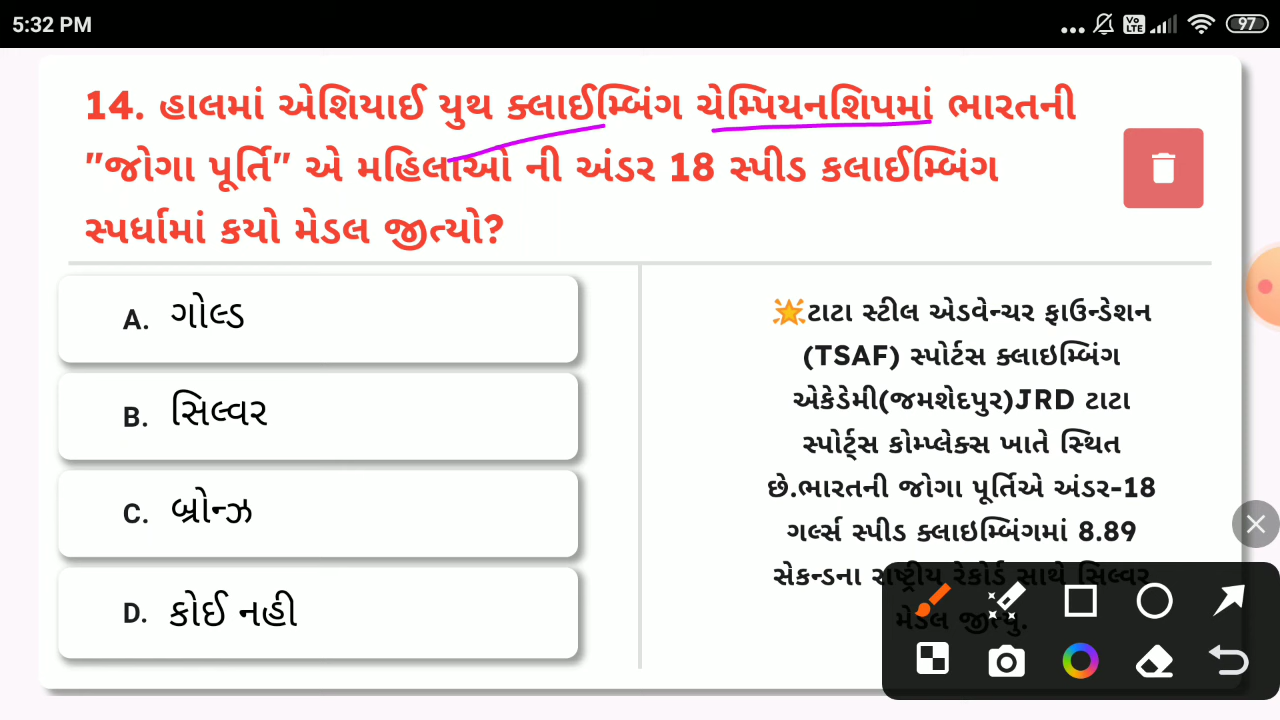 5:32 PM
97
14. હાલમાં એશિયાઈ યુથ ક્લાઈમ્બિંગ ચેમ્પિયનશિપમાં ભારતની
"જોગા પૂર્તિ" એ મહિલાઓ ની અંડર 18 સ્પીડ કલાઈમ્બિંગ
સ્પર્ધામાં કયો મેડલ જીત્યો?
A. ગોલ્ડ
B. સિલ્વર
C. બ્રોન્ઝ
D. કોઈ નહી
🌟ટાટા સ્ટીલ એડવેન્ચર ફાઉન્ડેશન
(TSAF) સ્પોર્ટસ ક્લાઇમ્બિંગ
એકેડેમી(જમશેદપુર)JRD ટાટા
સ્પોર્ટ્સ કોમ્પ્લેક્સ ખાતે સ્થિત
છે.ભારતની જોગા પૂર્તિએ અંડર-18
ગર્લ્સ સ્પીડ ક્લાઇમ્બિંગમાં 8.89
સેકન્ડના રાષ્ટ્રીય રેકોર્ડ સાથે સિલ્વર
મેડલ જીત્યુ.